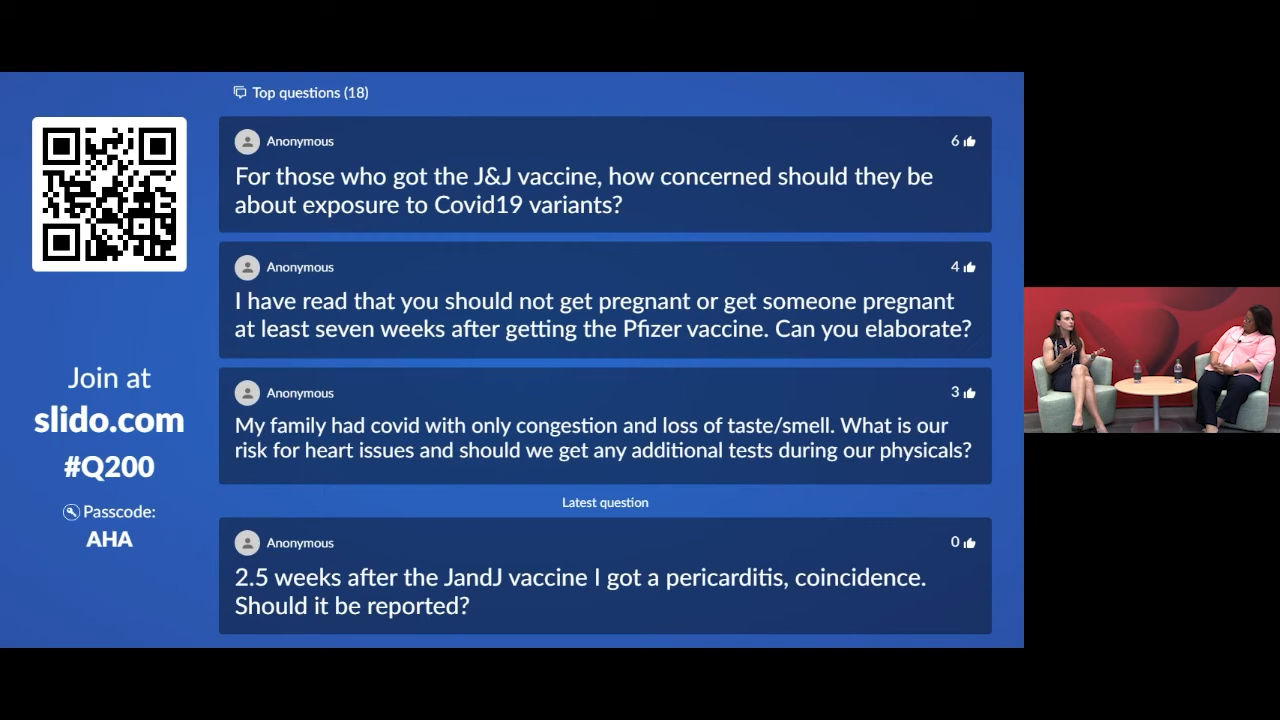 Top questions (18)
Anonymous
6
For those who got the J&J vaccine, how concerned should they be
about exposure to Covid19 variants?
Anonymous
4
I have read that you should not get pregnant or get someone pregnant
at least seven weeks after getting the Pfizer vaccine. Can you elaborate?
Anonymous
3
My family had covid with only congestion and loss of taste/smell. What is our
risk for heart issues and should we get any additional tests during our physicals?
Latest question
Anonymous
0
2.5 weeks after the JandJ vaccine I got a pericarditis, coincidence.
Should it be reported?
Join at
slido.com
#Q200
Passcode:
AHA